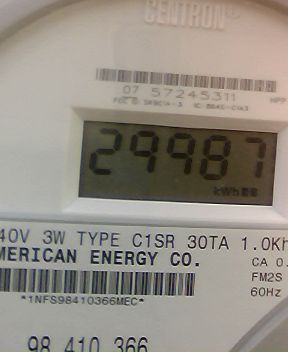 CENTRON®
07 57245311
29987
kWh
40V 3W TYPE C1SR 30TA 1.0Kh
MERICAN ENERGY CO.
CA 0.
FM2S
*1NFS98410366MEC*
60Hz
98 410 366